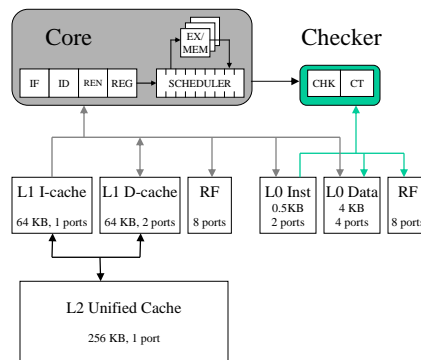 Core
Checker
EX/
MEM
IF ID REN REG
SCHEDULER
CHK CT
L1 I-cache
64 KB, 1 ports
L1 D-cache
64 KB, 2 ports
RF
8 ports
L0 Inst
0.5KB
2 ports
L0 Data
4 KB
4 ports
RF
8 ports
L2 Unified Cache
256 KB, 1 port